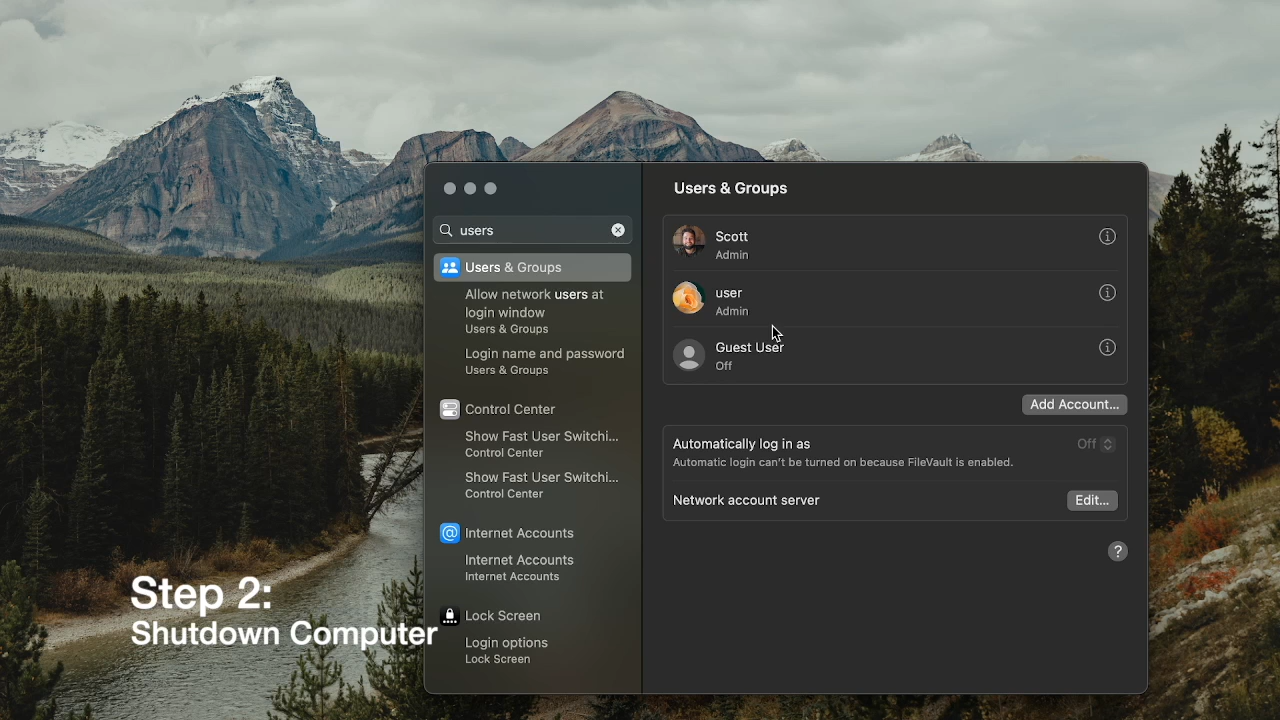 users
Users & Groups
Allow network users at
login window
Users & Groups
Login name and password
Users & Groups
Control Center
Show Fast User Switchi...
Control Center
Show Fast User Switchi...
Control Center
Internet Accounts
Internet Accounts
Internet Accounts
Lock Screen
Login options
Lock Screen
Users & Groups
Scott
Admin
user
Admin
Guest User
Off
Add Account...
Automatically log in as
Off
Automatic login can't be turned on because FileVault is enabled.
Network account server
Edit...
?
Step 2:
Shutdown Computer